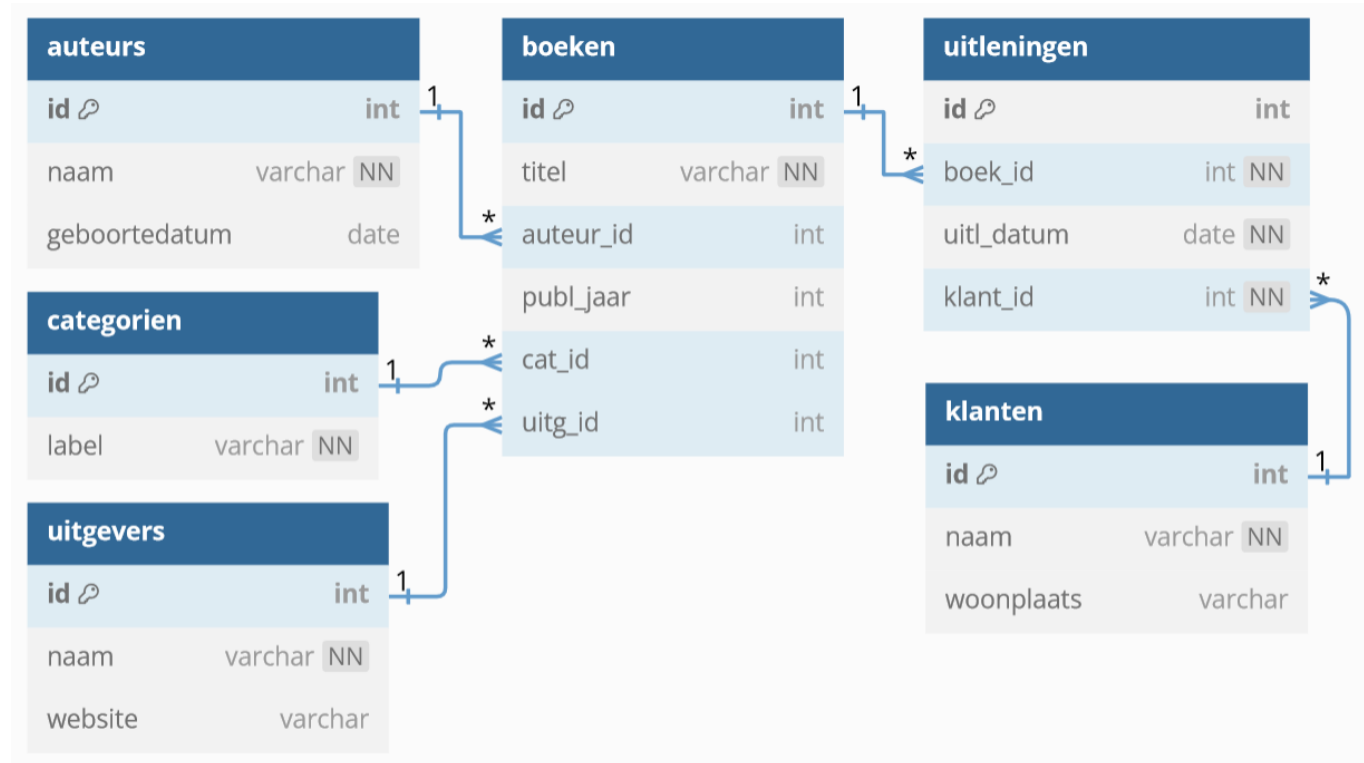 auteurs
id int
naam varchar NN
geboortedatum date
categorien
id int
label varchar NN
uitgevers
id int
naam varchar NN
website varchar
1
*
1
*
1
*
boeken
id int
titel varchar NN
auteur_id int
publ_jaar int
cat_id int
uitg_id int
1
*
uitleningen
id int
boek_id int NN
uitl_datum date NN
klant_id int NN
*
1
klanten
id int
naam varchar NN
woonplaats varchar